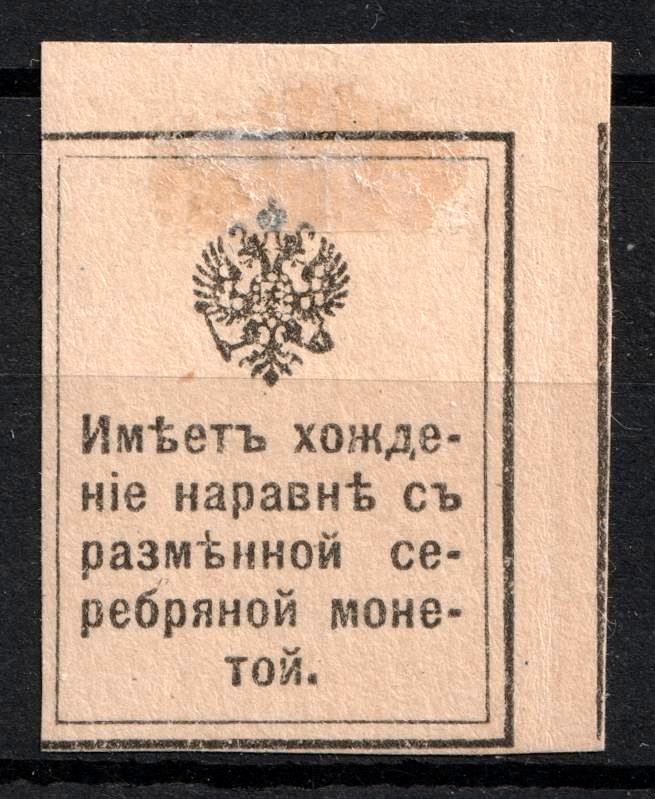 Имѣетъ хожде-
ніе наравнѣ съ
размѣнной се-
ребряной моне-
той.